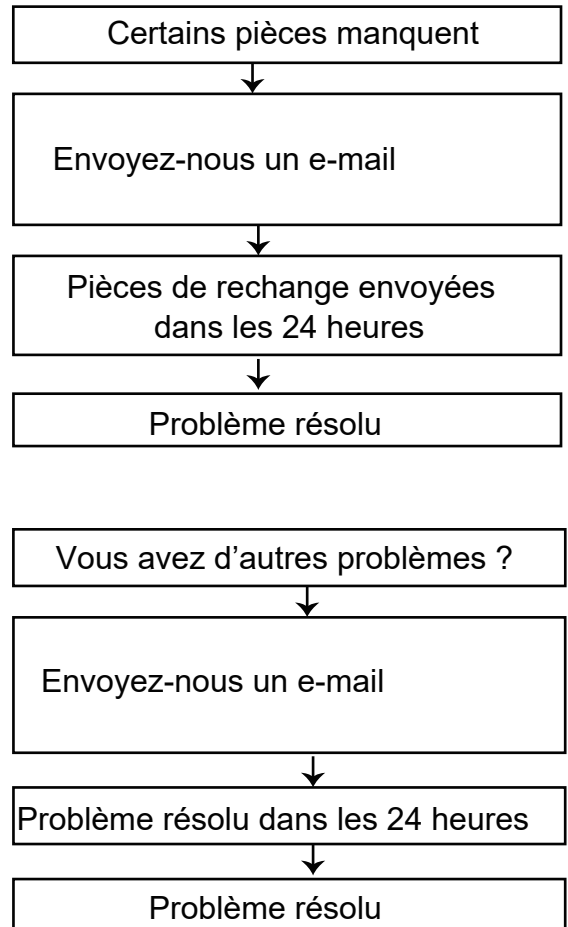 Certains pièces manquent
Envoyez-nous un e-mail
Pièces de rechange envoyées
dans les 24 heures
Problème résolu
Vous avez d’autres problèmes ?
Envoyez-nous un e-mail
Problème résolu dans les 24 heures
Problème résolu